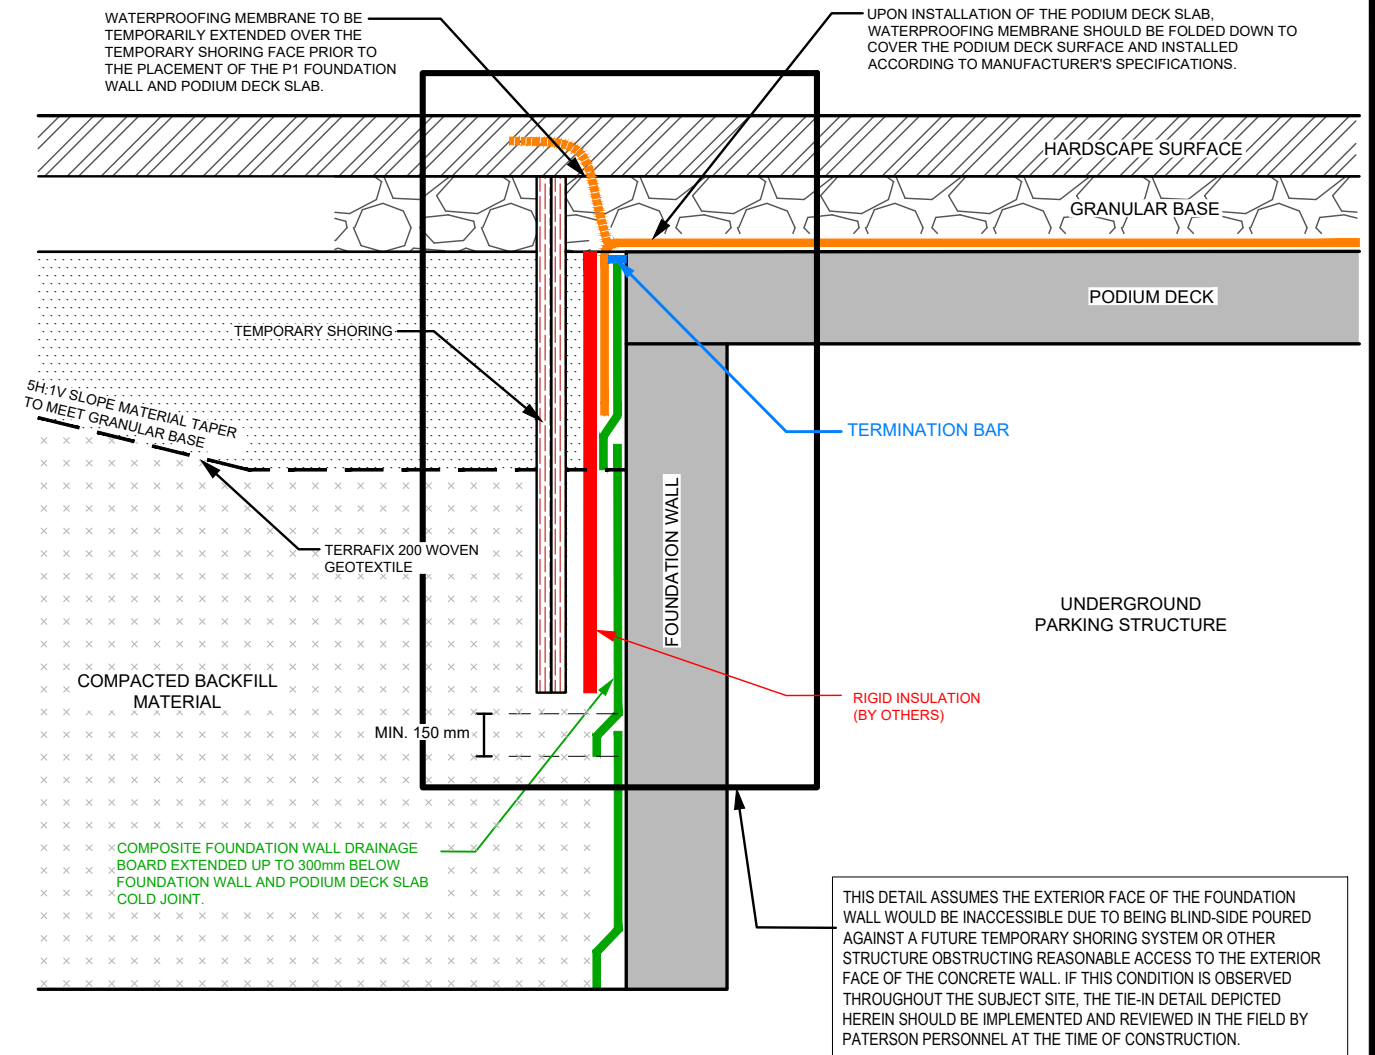 WATERPROOFING MEMBRANE TO BE
TEMPORARILY EXTENDED OVER THE
TEMPORARY SHORING FACE PRIOR TO
THE PLACEMENT OF THE P1 FOUNDATION
WALL AND PODIUM DECK SLAB.
UPON INSTALLATION OF THE PODIUM DECK SLAB,
WATERPROOFING MEMBRANE SHOULD BE FOLDED DOWN TO
COVER THE PODIUM DECK SURFACE AND INSTALLED
ACCORDING TO MANUFACTURER'S SPECIFICATIONS.
HARDSCAPE SURFACE
GRANULAR BASE
PODIUM DECK
TEMPORARY SHORING
5H:1V SLOPE MATERIAL TAPER
TO MEET GRANULAR BASE
TERMINATION BAR
FOUNDATION WALL
TERRAFIX 200 WOVEN
GEOTEXTILE
UNDERGROUND
PARKING STRUCTURE
COMPACTED BACKFILL
MATERIAL
RIGID INSULATION
(BY OTHERS)
MIN. 150 mm
COMPOSITE FOUNDATION WALL DRAINAGE
BOARD EXTENDED UP TO 300mm BELOW
FOUNDATION WALL AND PODIUM DECK SLAB
COLD JOINT.
THIS DETAIL ASSUMES THE EXTERIOR FACE OF THE FOUNDATION
WALL WOULD BE INACCESSIBLE DUE TO BEING BLIND-SIDE POURED
AGAINST A FUTURE TEMPORARY SHORING SYSTEM OR OTHER
STRUCTURE OBSTRUCTING REASONABLE ACCESS TO THE EXTERIOR
FACE OF THE CONCRETE WALL. IF THIS CONDITION IS OBSERVED
THROUGHOUT THE SUBJECT SITE, THE TIE-IN DETAIL DEPICTED
HEREIN SHOULD BE IMPLEMENTED AND REVIEWED IN THE FIELD BY
PATERSON PERSONNEL AT THE TIME OF CONSTRUCTION.